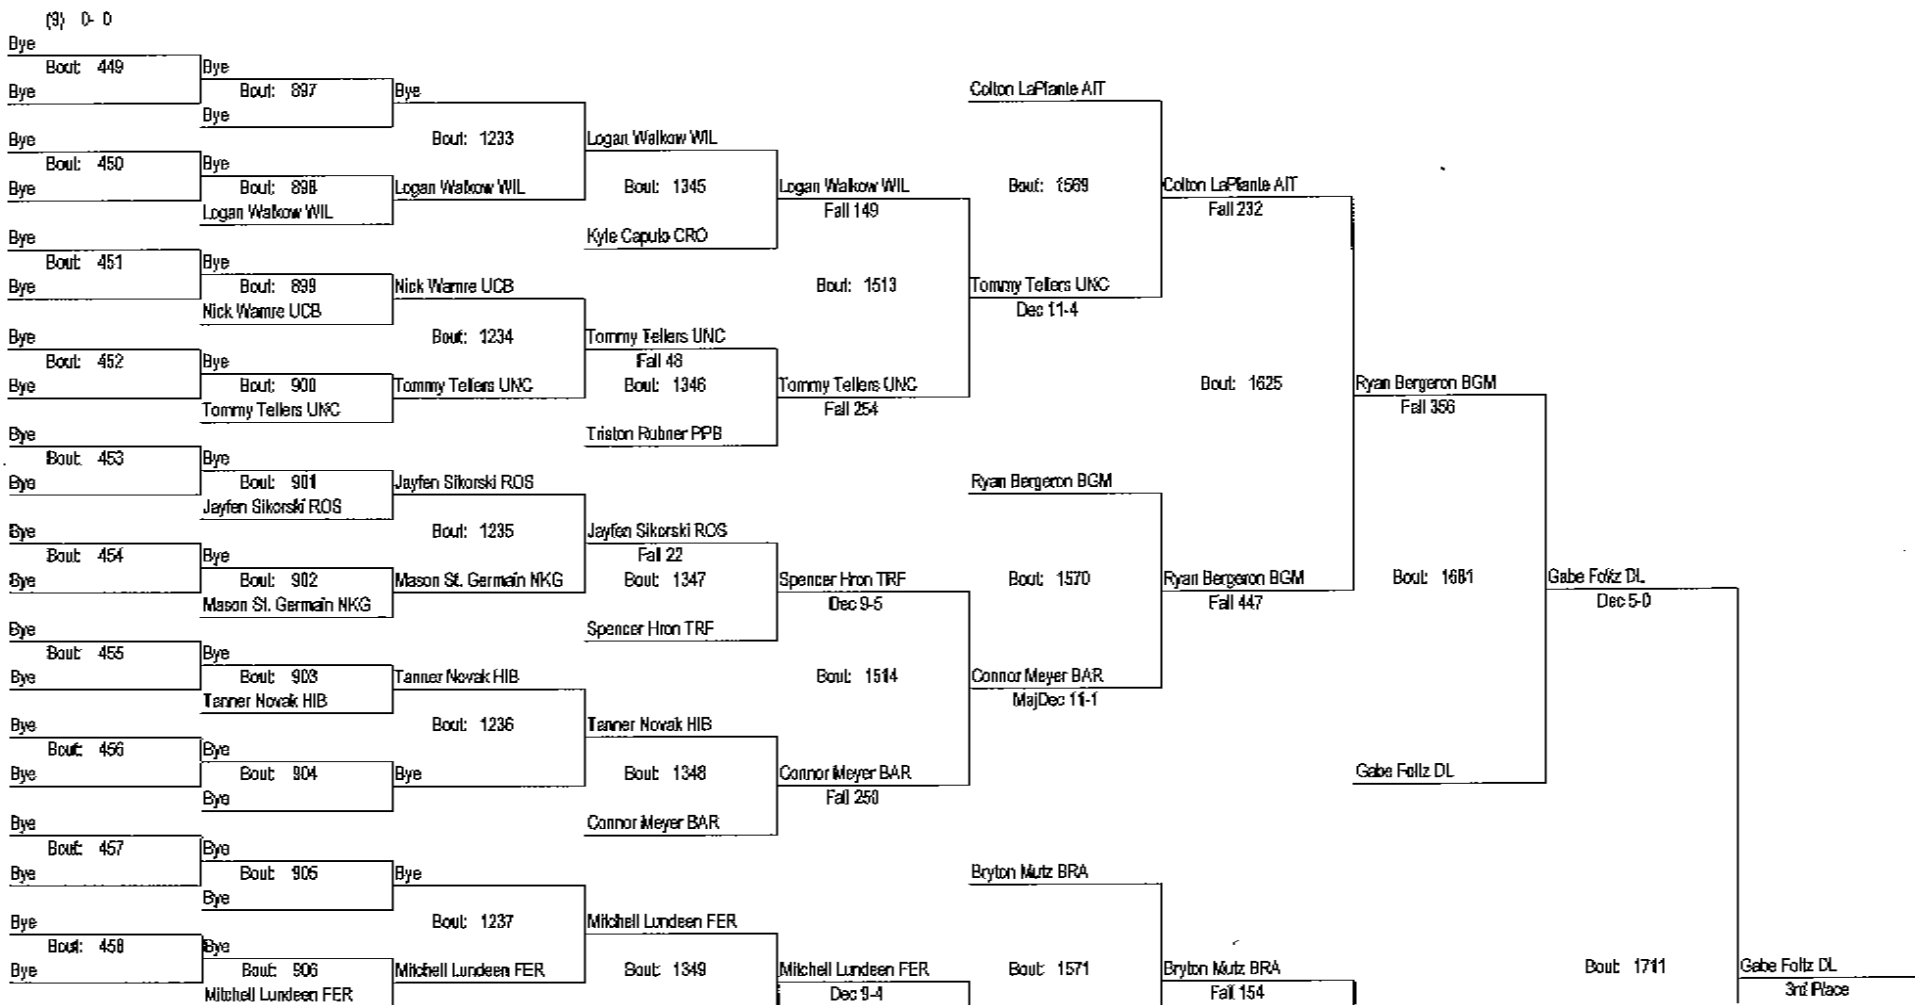 (9) 0- 0
Bye
Bout: 449
Bye
Bye
Bout: 450
Bye
Bye
Bout: 451
Bye
Bye
Bout: 452
Bye
Bye
Bout: 453
Bye
Bye
Bout: 454
Bye
Bye
Bout: 455
Bye
Bye
Bout: 456
Bye
Bye
Bout: 457
Bye
Bye
Bout: 458
Bye
Bye
Bout: 897
Bye
Bye
Bout: 898
Logan Walkow WIL
Bye
Bout: 899
Nick Wamre UCB
Bye
Bout: 900
Tommy Tellers UNC
Bye
Bout: 901
Jayfen Sikorski ROS
Bye
Bout: 902
Mason St. Germain NKG
Bye
Bout: 903
Tanner Novak HIB
Bye
Bout: 904
Bye
Bye
Bout: 905
Bye
Bye
Bout: 906
Mitchell Lundeen FER
Bye
Bout: 1233
Logan Walkow WIL
Nick Wamre UCB
Bout: 1234
Tommy Tellers UNC
Jayfen Sikorski ROS
Bout: 1235
Mason St. Germain NKG
Tanner Novak HIB
Bout: 1236
Bye
Bye
Bout: 1237
Mitchell Lundeen FER
Logan Walkow WIL
Bout: 1345
Kyle Capulo CRO
Tommy Tellers UNC
Fall 48
Bout: 1346
Triston Rubner PPB
Jayfen Sikorski ROS
Fall 22
Bout: 1347
Spencer Hron TRF
Tanner Novak HIB
Bout: 1348
Connor Meyer BAR
Mitchell Lundeen FER
Bout: 1349
Logan Walkow WIL
Fall 149
Bout: 1513
Tommy Tellers UNC
Fall 254
Spencer Hron TRF
Dec 9-5
Bout: 1514
Connor Meyer BAR
Fall 250
Mitchell Lundeen FER
Dec 9-4
Colton LaPlante AIT
Bout: 1569
Tommy Tellers UNC
Dec 11-4
Ryan Bergeron BGM
Bout: 1570
Connor Meyer BAR
MajDec 11-1
Bryton Mutz BRA
Bout: 1571
Colton LaPlante AIT
Fall 232
Bout: 1625
Ryan Bergeron BGM
Fall 447
Bryton Mutz BRA
Fall 154
Ryan Bergeron BGM
Fall 356
Bout: 1681
Gabe Foltz DL
Gabe Foltz DL
Dec 5-0
Bout: 1711
Gabe Foltz DL
3rd Place